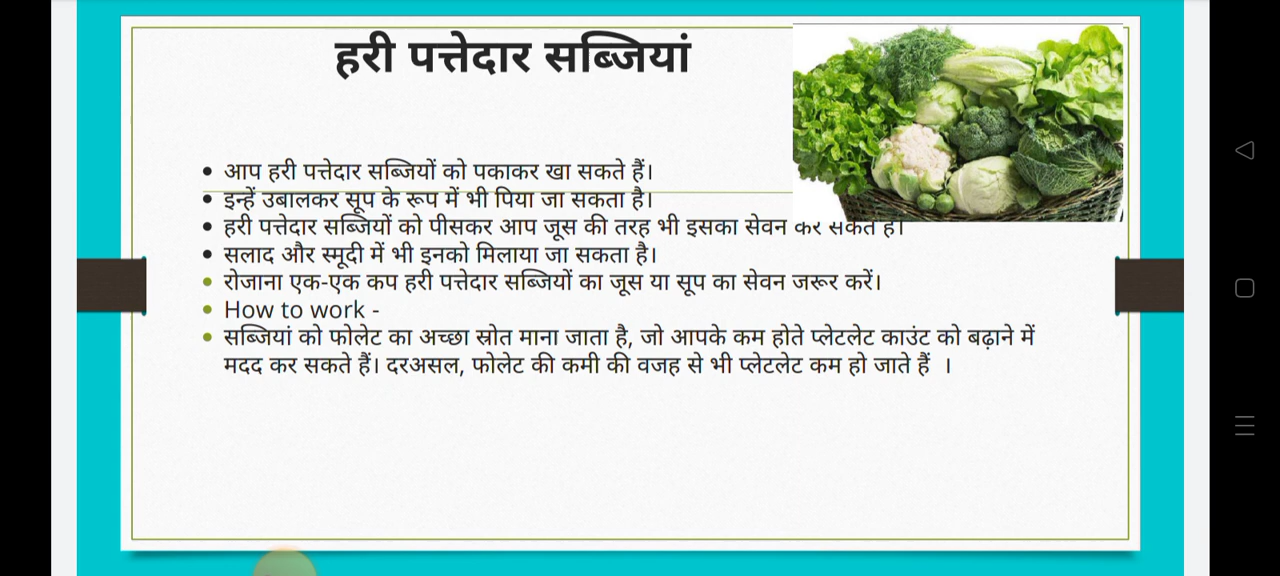 हरी पत्तेदार सब्जियां
• आप हरी पत्तेदार सब्जियों को पकाकर खा सकते हैं।
• इन्हें उबालकर सूप के रूप में भी पिया जा सकता है।
• हरी पत्तेदार सब्जियों को पीसकर आप जूस की तरह भी इसका सेवन कर सकते हैं।
• सलाद और स्मूदी में भी इनको मिलाया जा सकता है।
• रोजाना एक-एक कप हरी पत्तेदार सब्जियों का जूस या सूप का सेवन जरूर करें।
• How to work -
• सब्जियां को फोलेट का अच्छा स्रोत माना जाता है, जो आपके कम होते प्लेटलेट काउंट को बढ़ाने में
मदद कर सकते हैं। दरअसल, फोलेट की कमी की वजह से भी प्लेटलेट कम हो जाते हैं ।